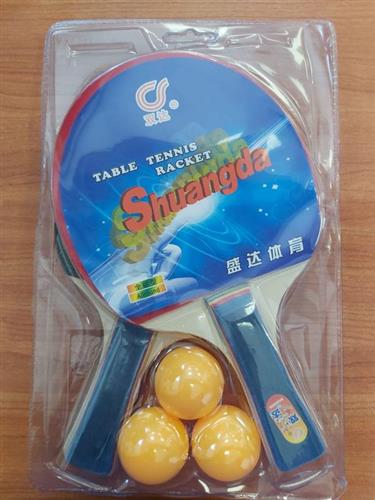 双达®
TABLE TENNIS
RACKET
Shuangda
盛达体育